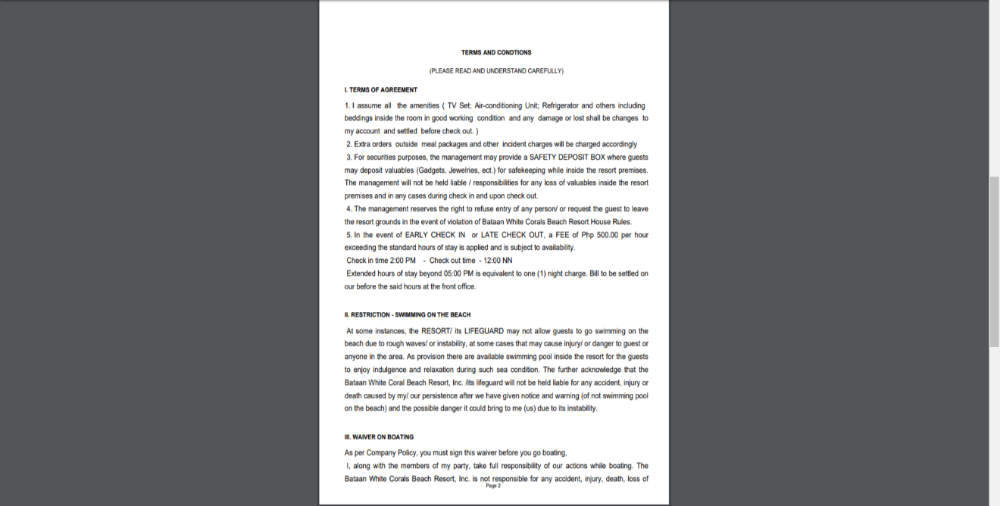 TERMS AND CONDTIONS
(PLEASE READ AND UNDERSTAND CAREFULLY)
I. TERMS OF AGREEMENT
1. I assume all the amenities ( TV Set; Air-conditioning Unit; Refrigerator and others including
beddings inside the room in good working condition and any damage or lost shall be changes to
my account and settled before check out. )
2. Extra orders outside meal packages and other incident charges will be charged accordingly
3. For securities purposes, the management may provide a SAFETY DEPOSIT BOX where guests
may deposit valuables (Gadgets, Jewelries, ect.) for safekeeping while inside the resort premises.
The management will not be held liable / responsibilities for any loss of valuables inside the resort
premises and in any cases during check in and upon check out.
4. The management reserves the right to refuse entry of any person/ or request the guest to leave
the resort grounds in the event of violation of Bataan White Corals Beach Resort House Rules.
5. In the event of EARLY CHECK IN or LATE CHECK OUT, a FEE of Php 500.00 per hour
exceeding the standard hours of stay is applied and is subject to availability.
Check in time 2:00 PM - Check out time - 12:00 NN
Extended hours of stay beyond 05:00 PM is equivalent to one (1) night charge. Bill to be settled on
our before the said hours at the front office.
II. RESTRICTION - SWIMMING ON THE BEACH
At some instances, the RESORT/ its LIFEGUARD may not allow guests to go swimming on the
beach due to rough waves/ or instability, at some cases that may cause injury/ or danger to guest or
anyone in the area. As provision there are available swimming pool inside the resort for the guests
to enjoy indulgence and relaxation during such sea condition. The further acknowledge that the
Bataan White Coral Beach Resort, Inc. /its lifeguard will not be held liable for any accident, injury or
death caused by my/ our persistence after we have given notice and warning (of not swimming pool
on the beach) and the possible danger it could bring to me (us) due to its instability.
III. WAIVER ON BOATING
As per Company Policy, you must sign this waiver before you go boating,
I, along with the members of my party, take full responsibility of our actions while boating. The
Bataan White Corals Beach Resort, Inc. is not responsible for any accident, injury, death, loss of
Page 2